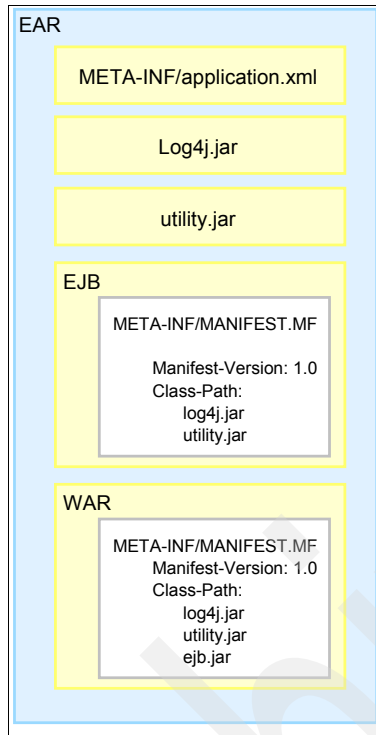 EAR
META-INF/application.xml
Log4j.jar
utility.jar
EJB
META-INF/MANIFEST.MF
Manifest-Version: 1.0
Class-Path:
log4j.jar
utility.jar
WAR
META-INF/MANIFEST.MF
Manifest-Version: 1.0
Class-Path:
log4j.jar
utility.jar
ejb.jar